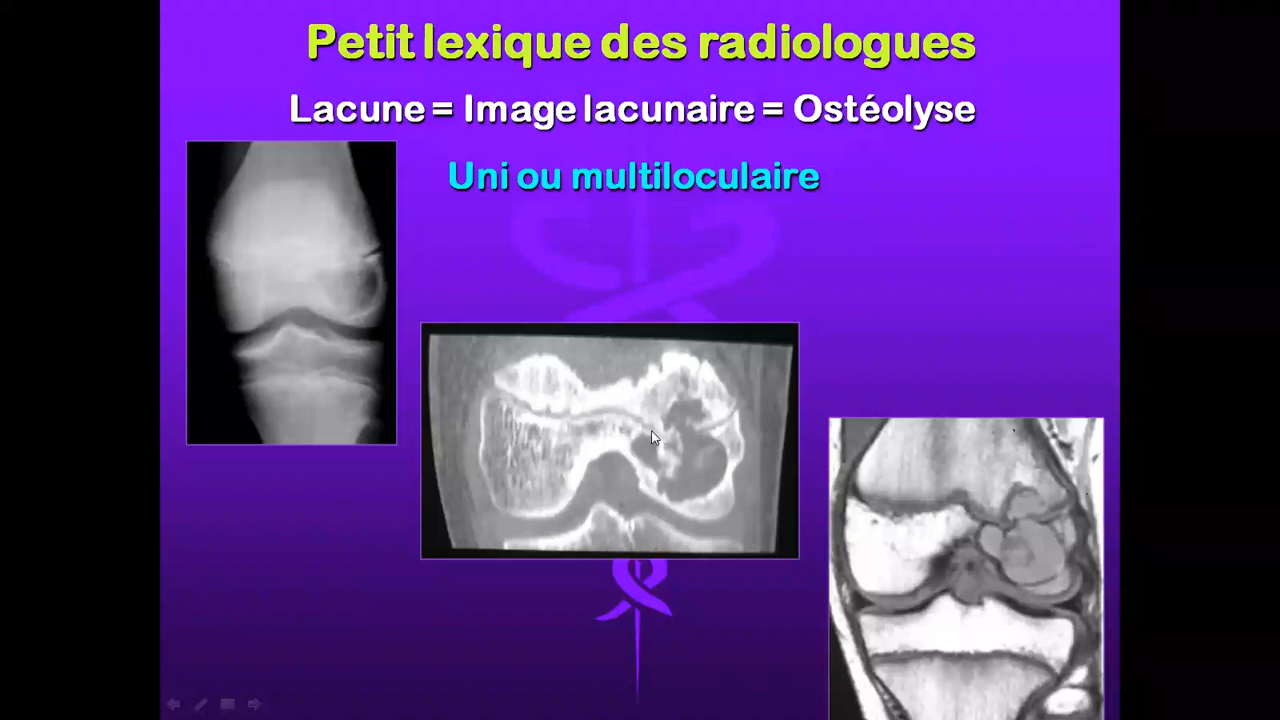 Petit lexique des radiologues
Lacune = Image lacunaire = Ostéolyse
Uni ou multiloculaire